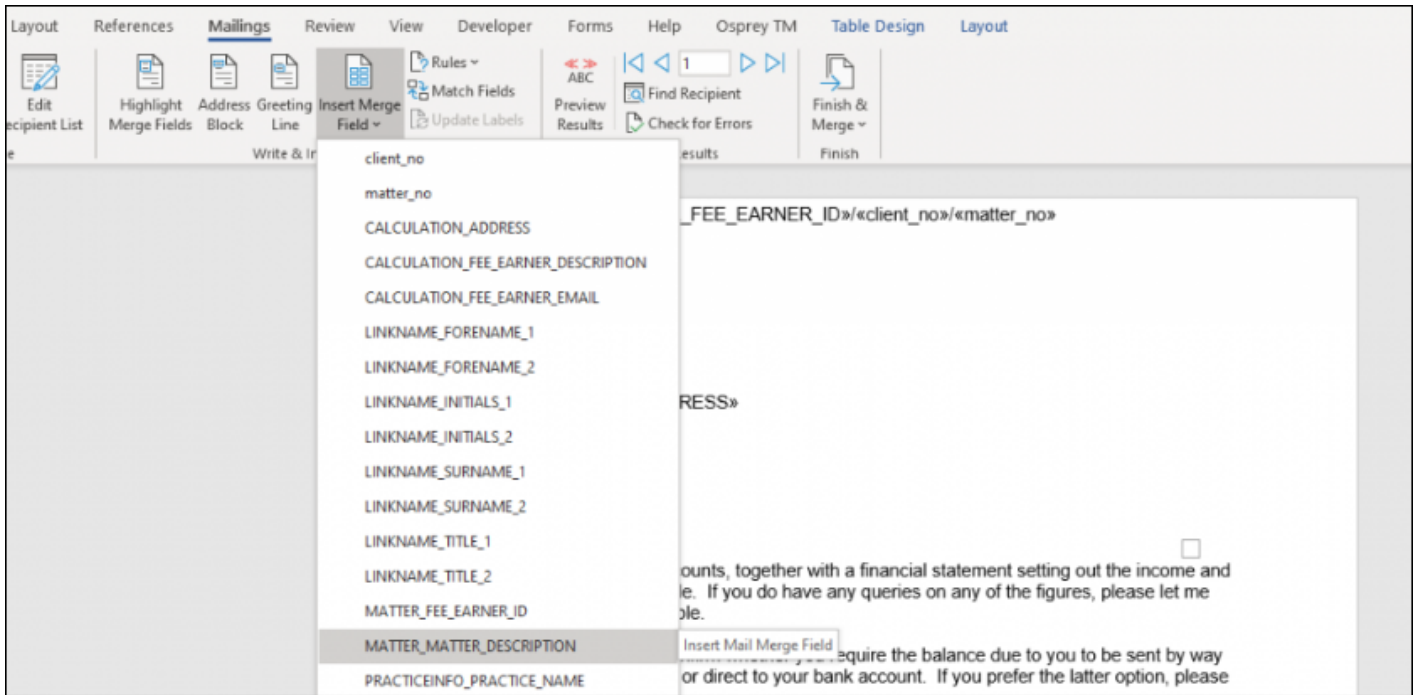 Layout References Mailings Review View Developer Forms Help Osprey TM Table Design Layout
Edit
ecipient List
Highlight
Merge Fields
Address
Block
Greeting
Line
Insert Merge
Field
Rules
Match Fields
Update Labels
ABC
Preview
Results
1
Find Recipient
Check for Errors
Finish &
Merge
e Write & In esults Finish
client_no
matter_no
CALCULATION_ADDRESS
CALCULATION_FEE_EARNER_DESCRIPTION
CALCULATION_FEE_EARNER_EMAIL
LINKNAME_FORENAME_1
LINKNAME_FORENAME_2
LINKNAME_INITIALS_1
LINKNAME_INITIALS_2
LINKNAME_SURNAME_1
LINKNAME_SURNAME_2
LINKNAME_TITLE_1
LINKNAME_TITLE_2
MATTER_FEE_EARNER_ID
MATTER_MATTER_DESCRIPTION
PRACTICEINFO_PRACTICE_NAME
Insert Mail Merge Field
_FEE_EARNER_ID»/«client_no»/«matter_no»
RESS»
ounts, together with a financial statement setting out the income and
le. If you do have any queries on any of the figures, please let me
ble.
equire the balance due to you to be sent by way
or direct to your bank account. If you prefer the latter option, please